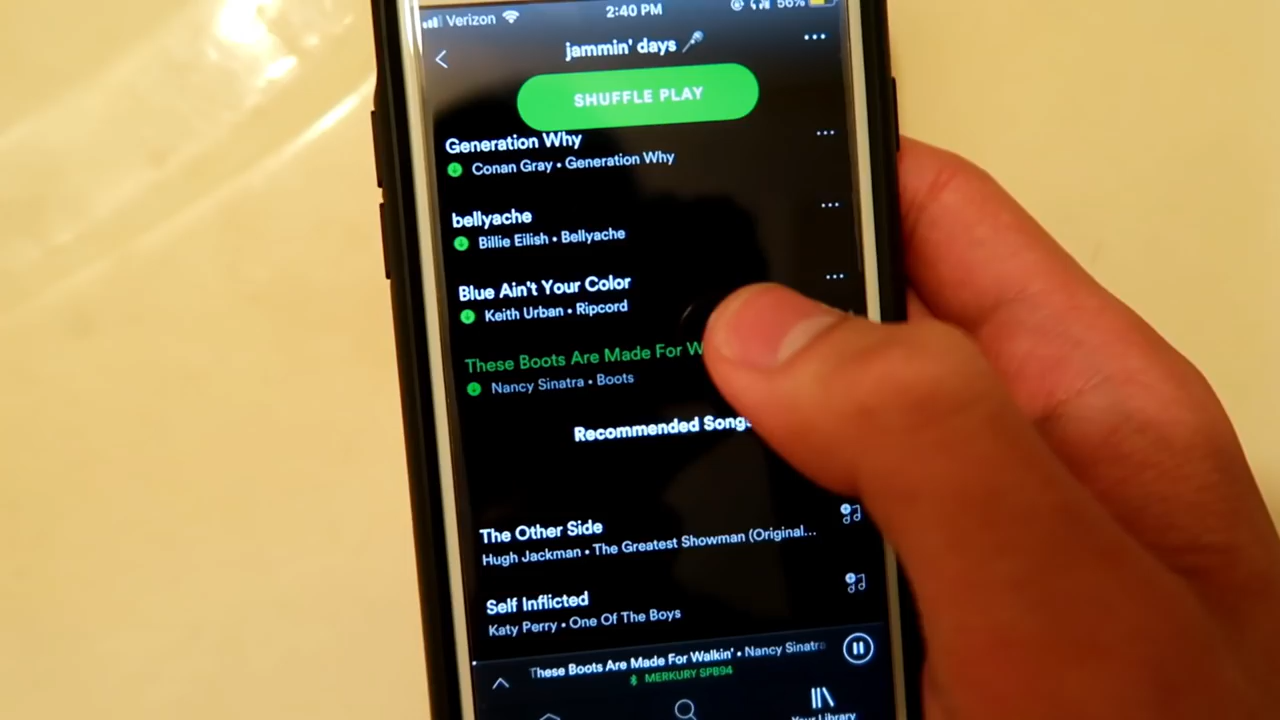 Verizon 2:40 PM 56%
jammin' days 🎤
SHUFFLE PLAY
Generation Why
Conan Gray • Generation Why
bellyache
Billie Eilish • Bellyache
Blue Ain't Your Color
Keith Urban • Ripcord
These Boots Are Made For W
Nancy Sinatra • Boots
Recommended Songs
The Other Side
Hugh Jackman • The Greatest Showman (Original...
Self Inflicted
Katy Perry • One Of The Boys
These Boots Are Made For Walkin' • Nancy Sinatra
MERKURY SPB94
Your Library